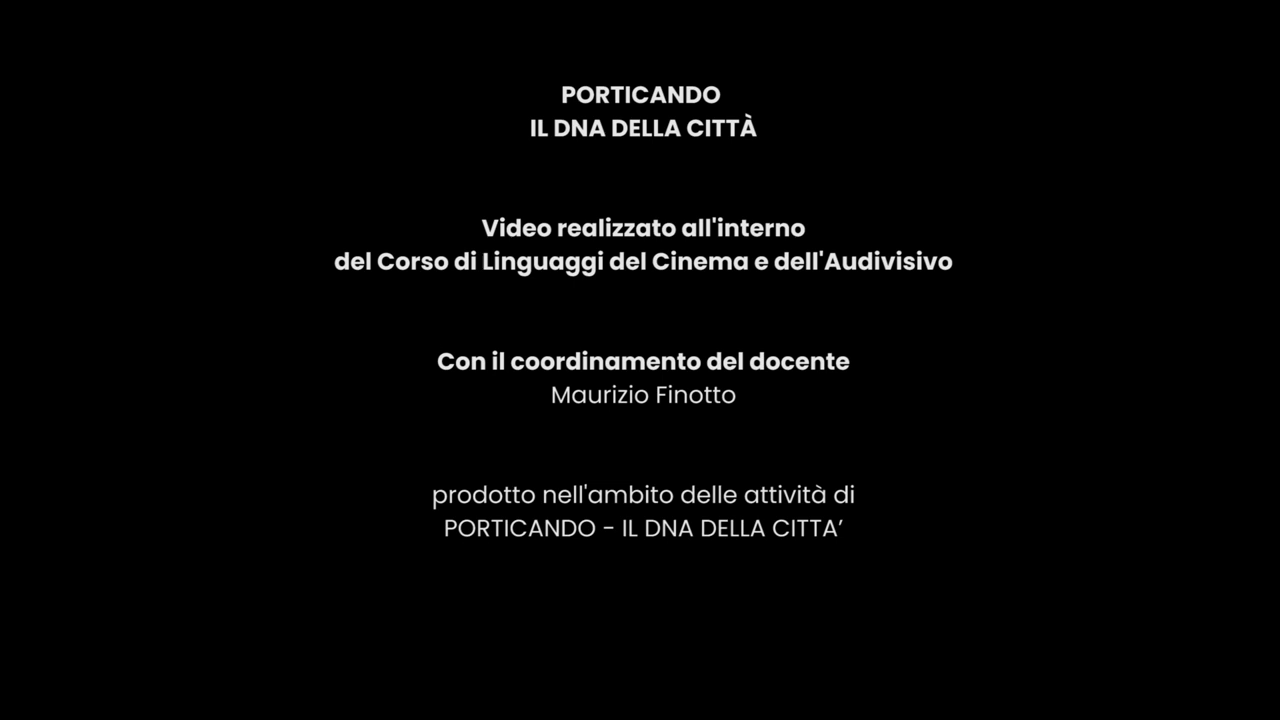 PORTICANDO
IL DNA DELLA CITTÀ
Video realizzato all'interno
del Corso di Linguaggi del Cinema e dell'Audivisivo
Con il coordinamento del docente
Maurizio Finotto
prodotto nell'ambito delle attività di
PORTICANDO - IL DNA DELLA CITTA’